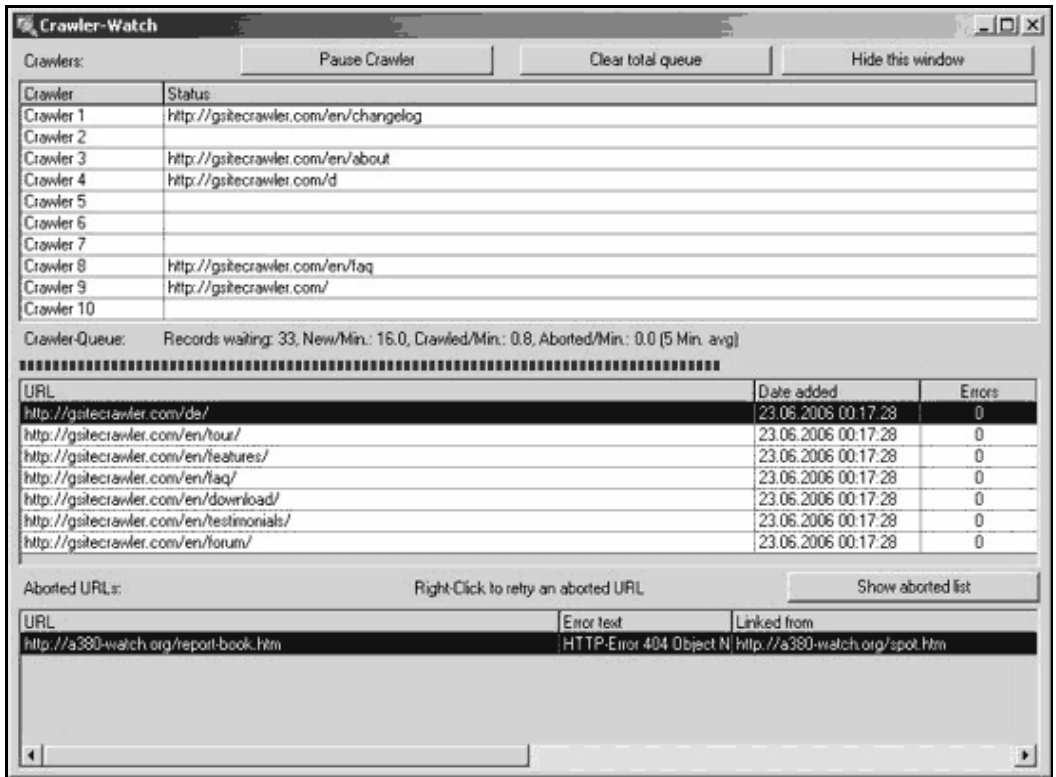 Crawler-Watch
Crawlers: Pause Crawler Clear total queue Hide this window
Crawler Status
Crawler 1 http://gsitecrawler.com/en/changelog
Crawler 2
Crawler 3 http://gsitecrawler.com/en/about
Crawler 4 http://gsitecrawler.com/d
Crawler 5
Crawler 6
Crawler 7
Crawler 8 http://gsitecrawler.com/en/faq
Crawler 9 http://gsitecrawler.com/
Crawler 10
Crawler-Queue: Records waiting: 33, New/Min.: 16.0, Crawled/Min.: 0.8, Aborted/Min.: 0.0 (5 Min. avg)
URL Date added Errors
http://gsitecrawler.com/de/ 23.06.2006 00:17:28 0
http://gsitecrawler.com/en/tour/ 23.06.2006 00:17:28 0
http://gsitecrawler.com/en/features/ 23.06.2006 00:17:28 0
http://gsitecrawler.com/en/faq/ 23.06.2006 00:17:28 0
http://gsitecrawler.com/en/download/ 23.06.2006 00:17:28 0
http://gsitecrawler.com/en/testimonials/ 23.06.2006 00:17:28 0
http://gsitecrawler.com/en/forum/ 23.06.2006 00:17:28 0
Aborted URLs: Right-Click to retry an aborted URL Show aborted list
URL Error text Linked from
http://a380-watch.org/report-book.htm HTTP-Error 404 Object N http://a380-watch.org/spot.htm